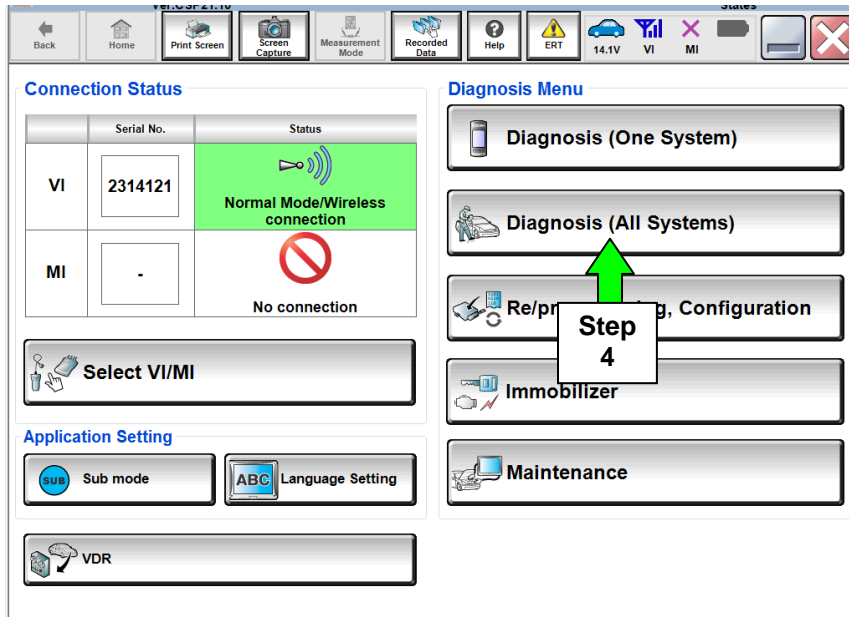 Back
Home
Print Screen
Screen
Capture
Measurement
Mode
Recorded
Data
Help
ERT
14.1V
VI
MI
Connection Status
Serial No.
Status
VI
2314121
Normal Mode/Wireless
connection
MI
-
No connection
Select VI/MI
Application Setting
SUB
Sub mode
ABC
Language Setting
VDR
Diagnosis Menu
Diagnosis (One System)
Diagnosis (All Systems)
Configuration
Step
4
Immobilizer
Maintenance